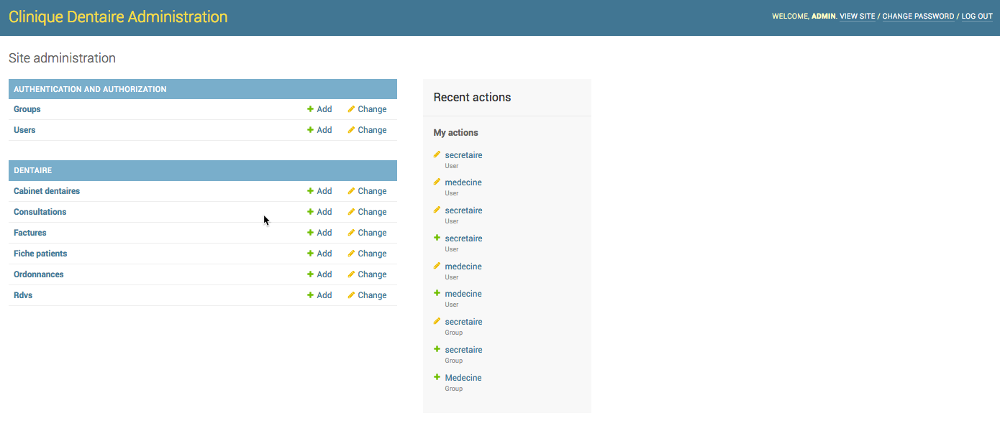 Clinique Dentaire Administration
WELCOME, ADMIN. VIEW SITE / CHANGE PASSWORD / LOG OUT
Site administration
AUTHENTICATION AND AUTHORIZATION
Groups Add Change
Users Add Change
DENTAIRE
Cabinet dentaires Add Change
Consultations Add Change
Factures Add Change
Fiche patients Add Change
Ordonnances Add Change
Rdvs Add Change
Recent actions
My actions
secretaire
User
medecine
User
secretaire
User
secretaire
User
medecine
User
medecine
User
secretaire
Group
secretaire
Group
Medecine
Group